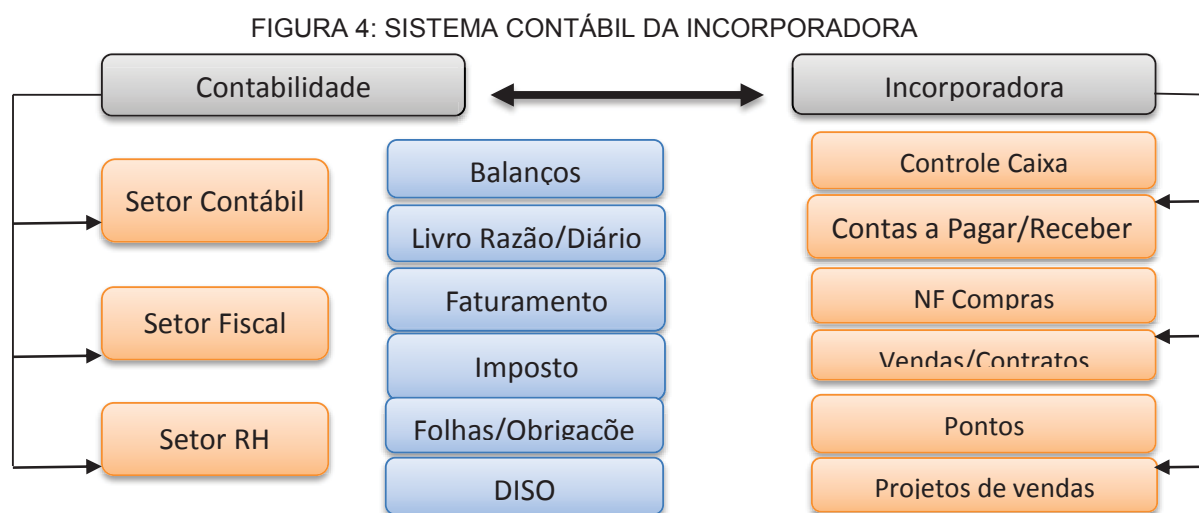 FIGURA 4: SISTEMA CONTÁBIL DA INCORPORADORA
Contabilidade
Incorporadora
Setor Contábil
Setor Fiscal
Setor RH
Balanços
Livro Razão/Diário
Faturamento
Imposto
Folhas/Obrigaçõe
DISO
Controle Caixa
Contas a Pagar/Receber
NF Compras
Vendas/Contratos
Pontos
Projetos de vendas